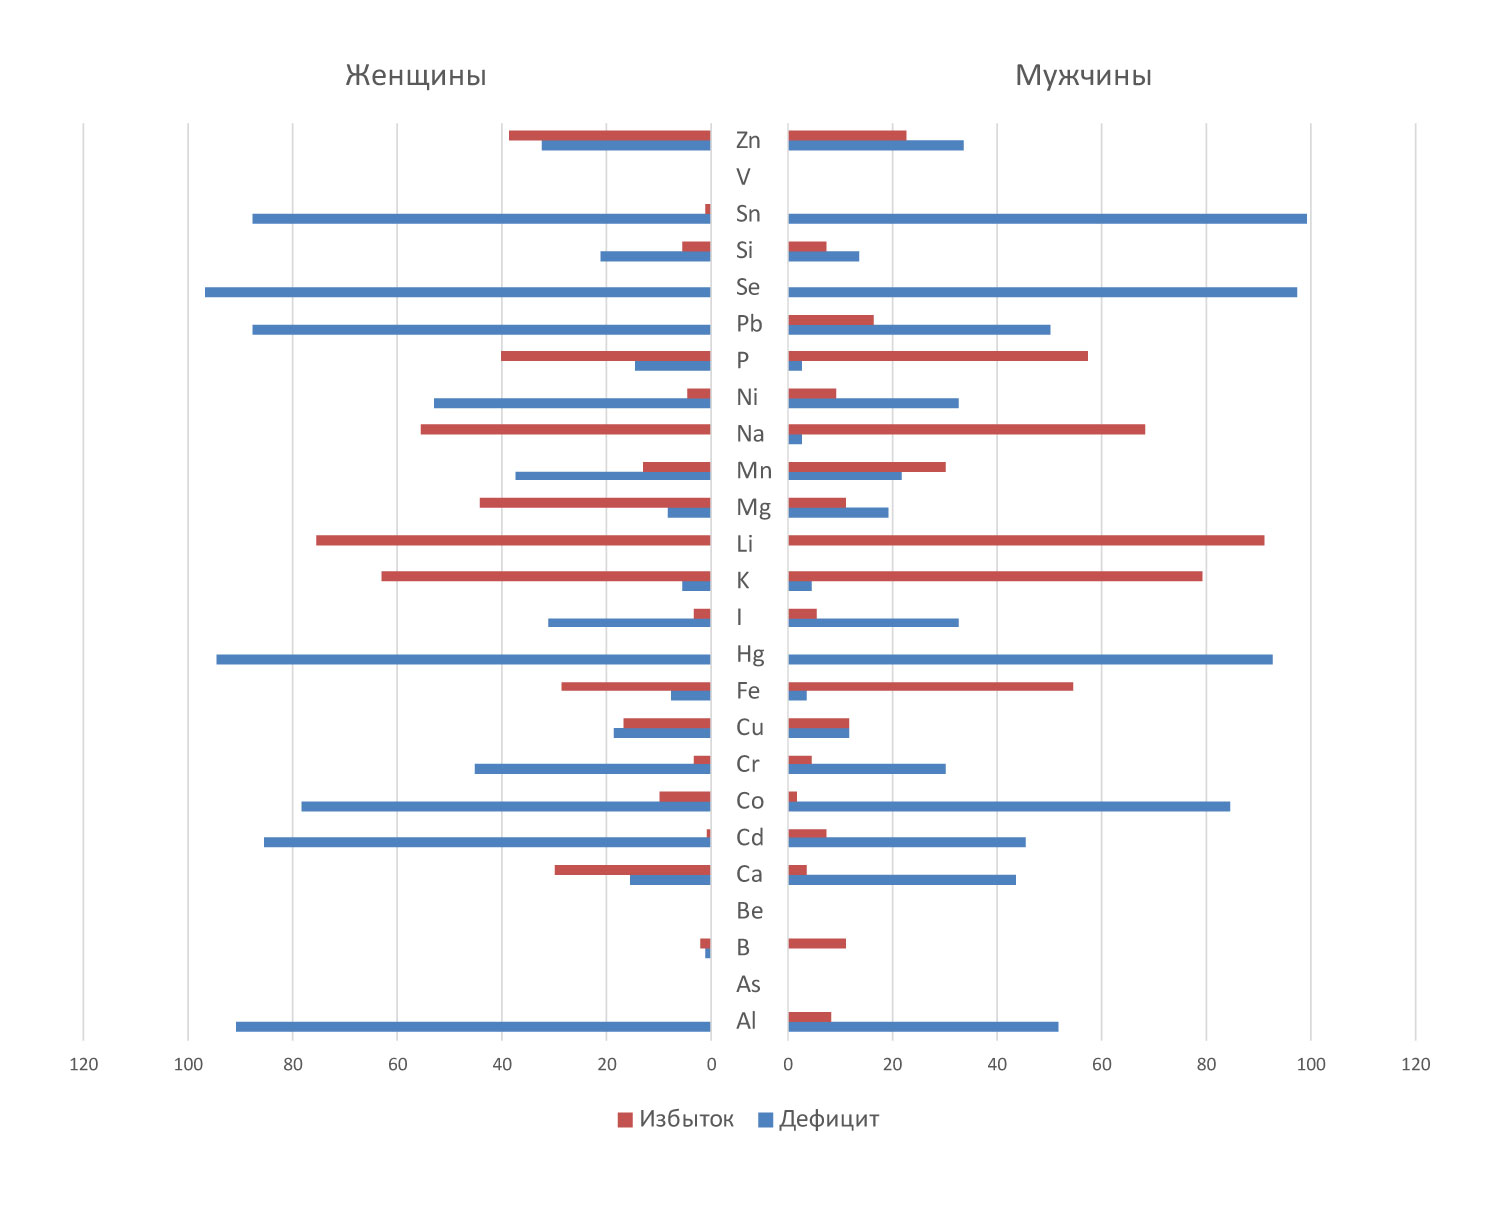 Женщины Мужчины
Zn
V
Sn
Si
Se
Pb
P
Ni
Na
Mn
Mg
Li
K
I
Hg
Fe
Cu
Cr
Co
Cd
Ca
Be
B
As
Al
120 100 80 60 40 20 0 0 20 40 60 80 100 120
Избыток Дефицит